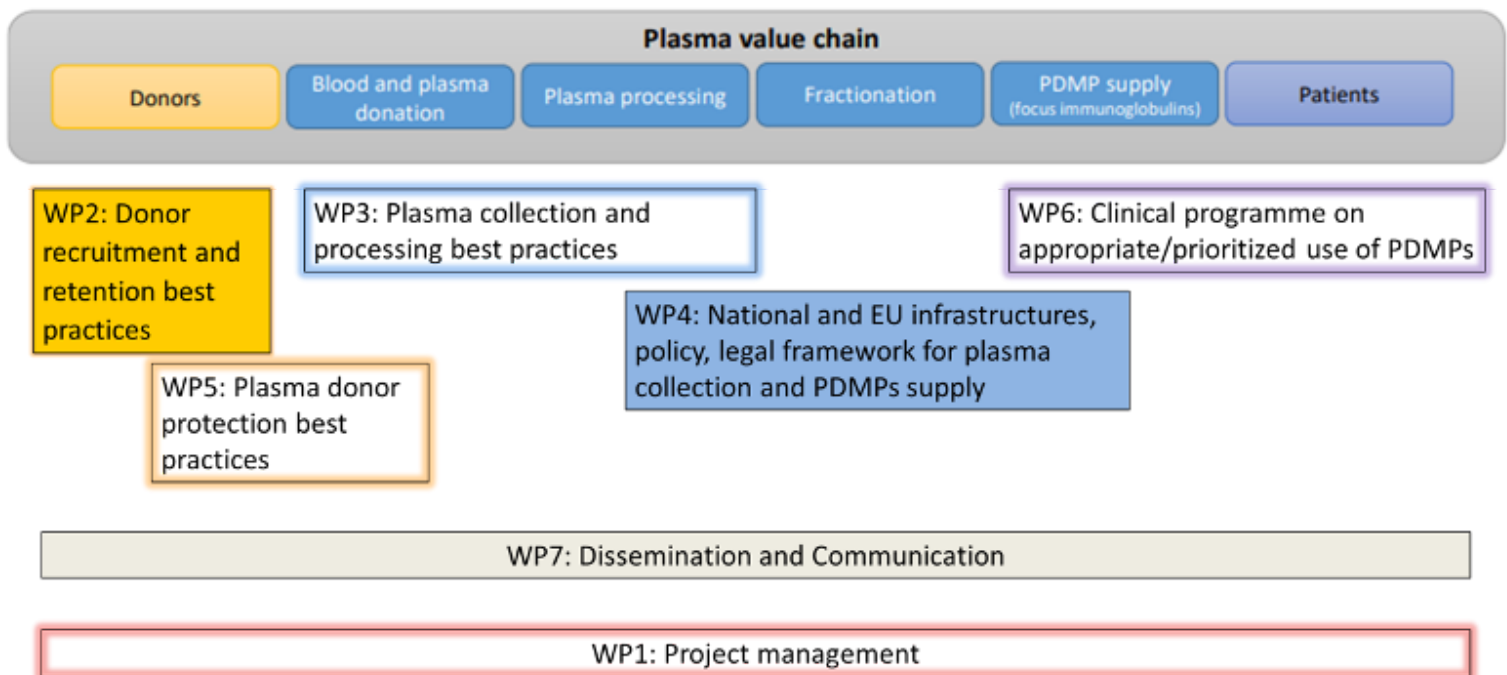 Plasma value chain
Donors
Blood and plasma
donation
Plasma processing
Fractionation
PDMP supply
(focus immunoglobulins)
Patients
WP2: Donor
recruitment and
retention best
practices
WP3: Plasma collection and
processing best practices
WP6: Clinical programme on
appropriate/prioritized use of PDMPs
WP4: National and EU infrastructures,
policy, legal framework for plasma
collection and PDMPs supply
WP5: Plasma donor
protection best
practices
WP7: Dissemination and Communication
WP1: Project management